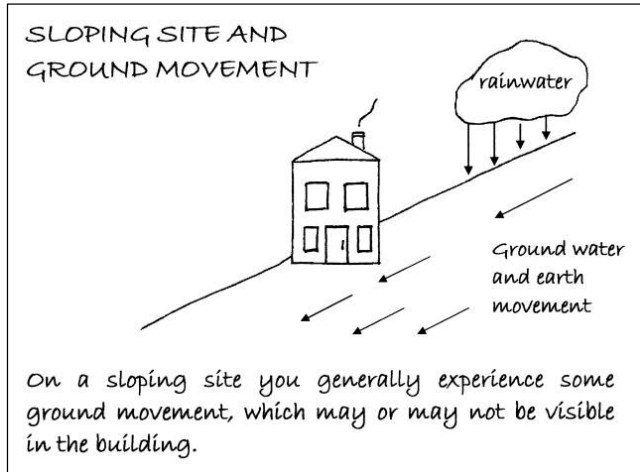 SLOPING SITE AND
GROUND MOVEMENT
rainwater
Ground water
and earth
movement
On a sloping site you generally experience some
ground movement, which may or may not be visible
in the building.